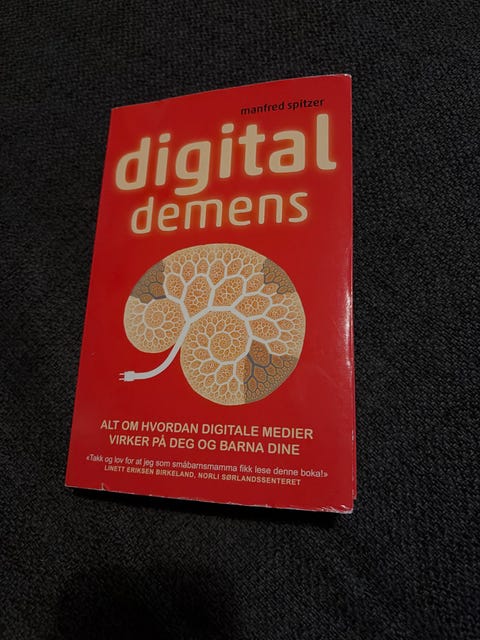 manfred spitzer
digital
demens
ALT OM HVORDAN DIGITALE MEDIER
VIRKER PÅ DEG OG BARNA DINE
«Takk og lov for at jeg som småbarnsmamma fikk lese denne boka!»
LINETT ERIKSEN BIRKELAND, NORLI SØRLANDSSENTERET